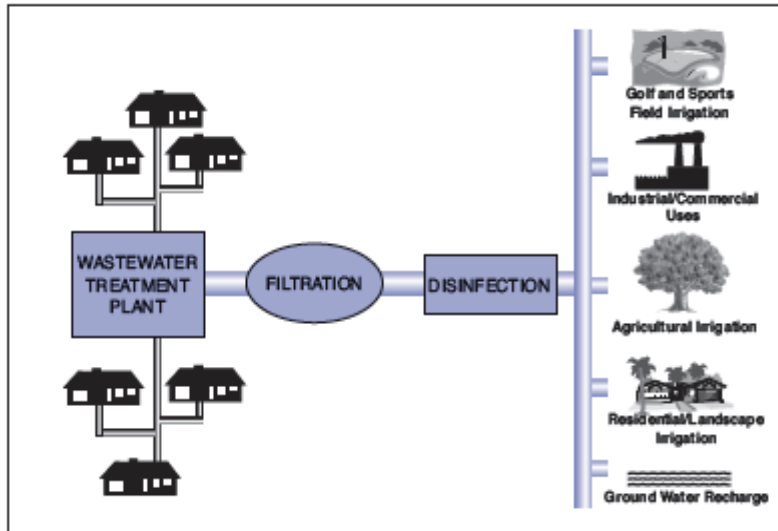 1
Golf and Sports
Field Irrigation
Industrial/Commercial
Uses
WASTEWATER
TREATMENT
PLANT
FILTRATION
DISINFECTION
Agricultural Irrigation
Residential/Landscape
Irrigation
Ground Water Recharge